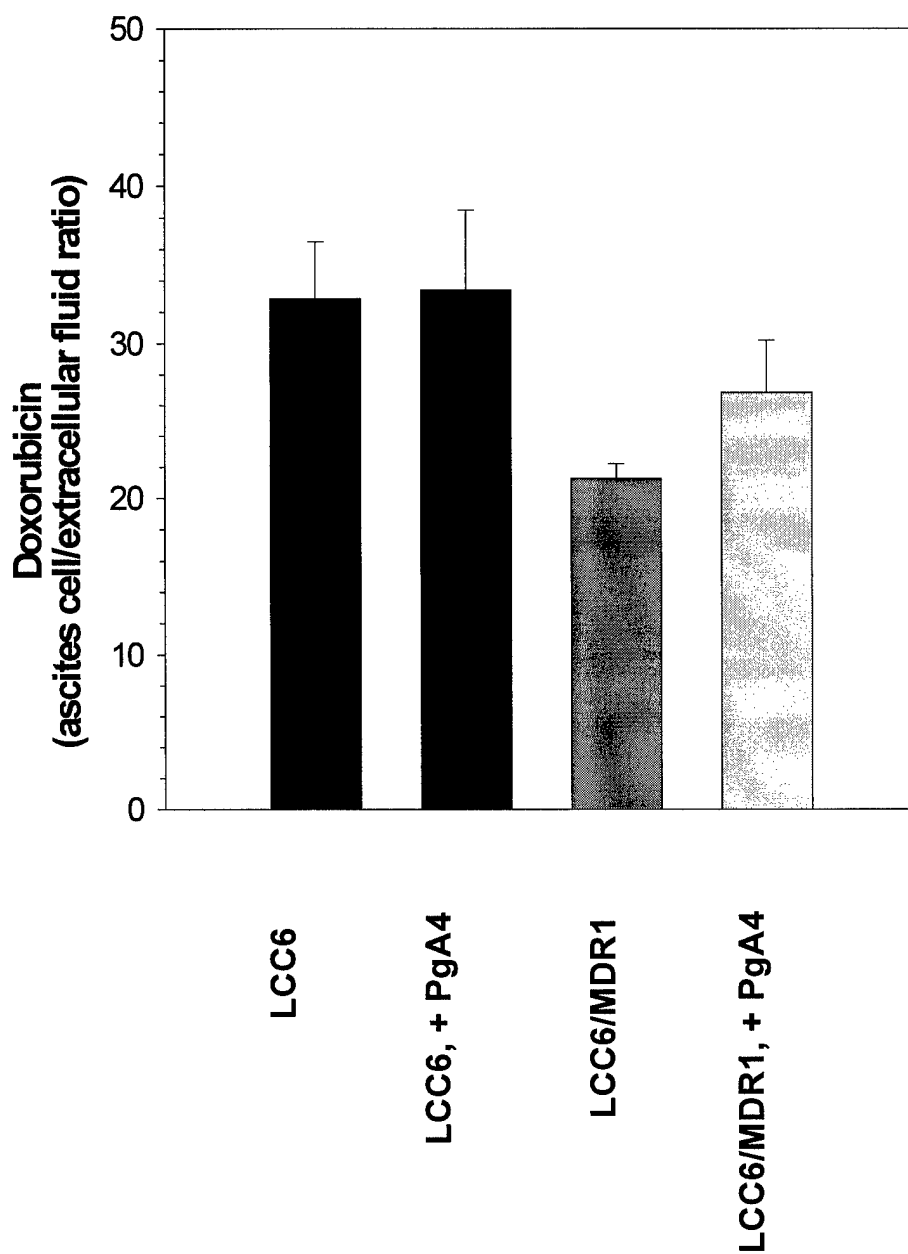 50
40
30
20
10
0
Doxorubicin
(ascites cell/extracellular fluid ratio)
LCC6
LCC6, + PgA4
LCC6/MDR1
LCC6/MDR1, + PgA4